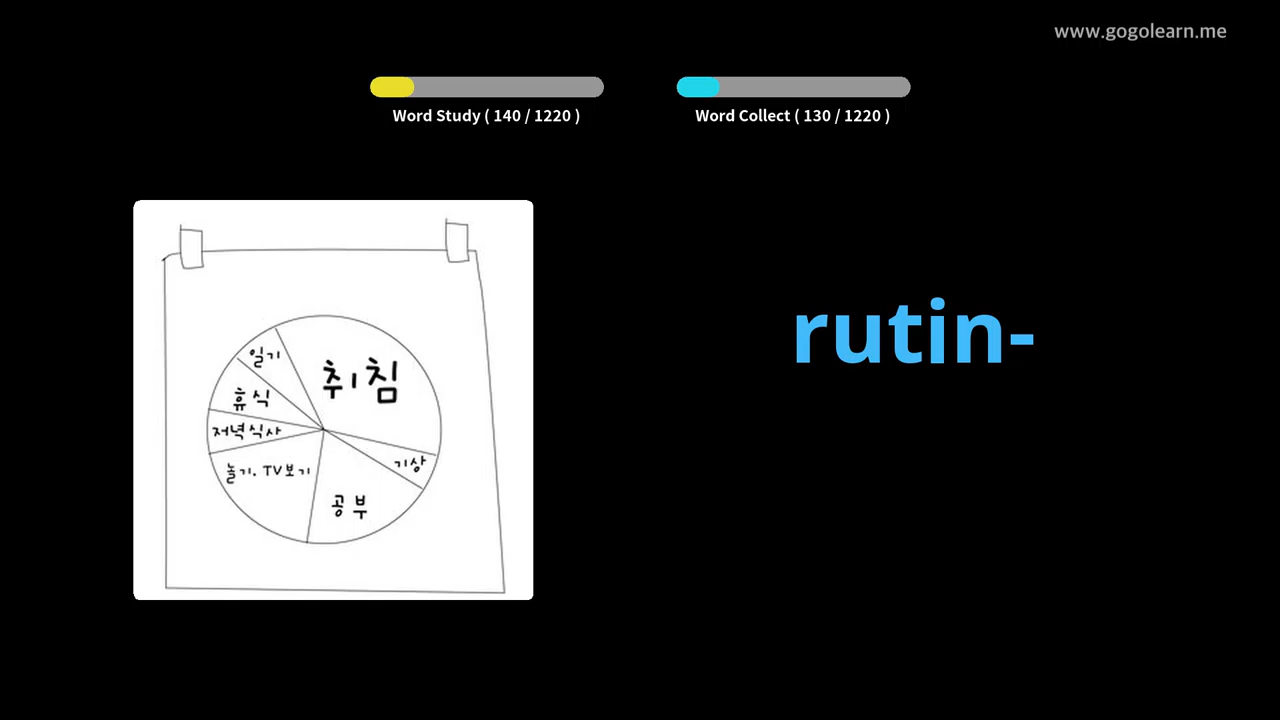 www.gogolearn.me
Word Study ( 140 / 1220 )
Word Collect ( 130 / 1220 )
일기
취침
휴식
저녁식사
기상
놀기. TV보기
공부
rutin-